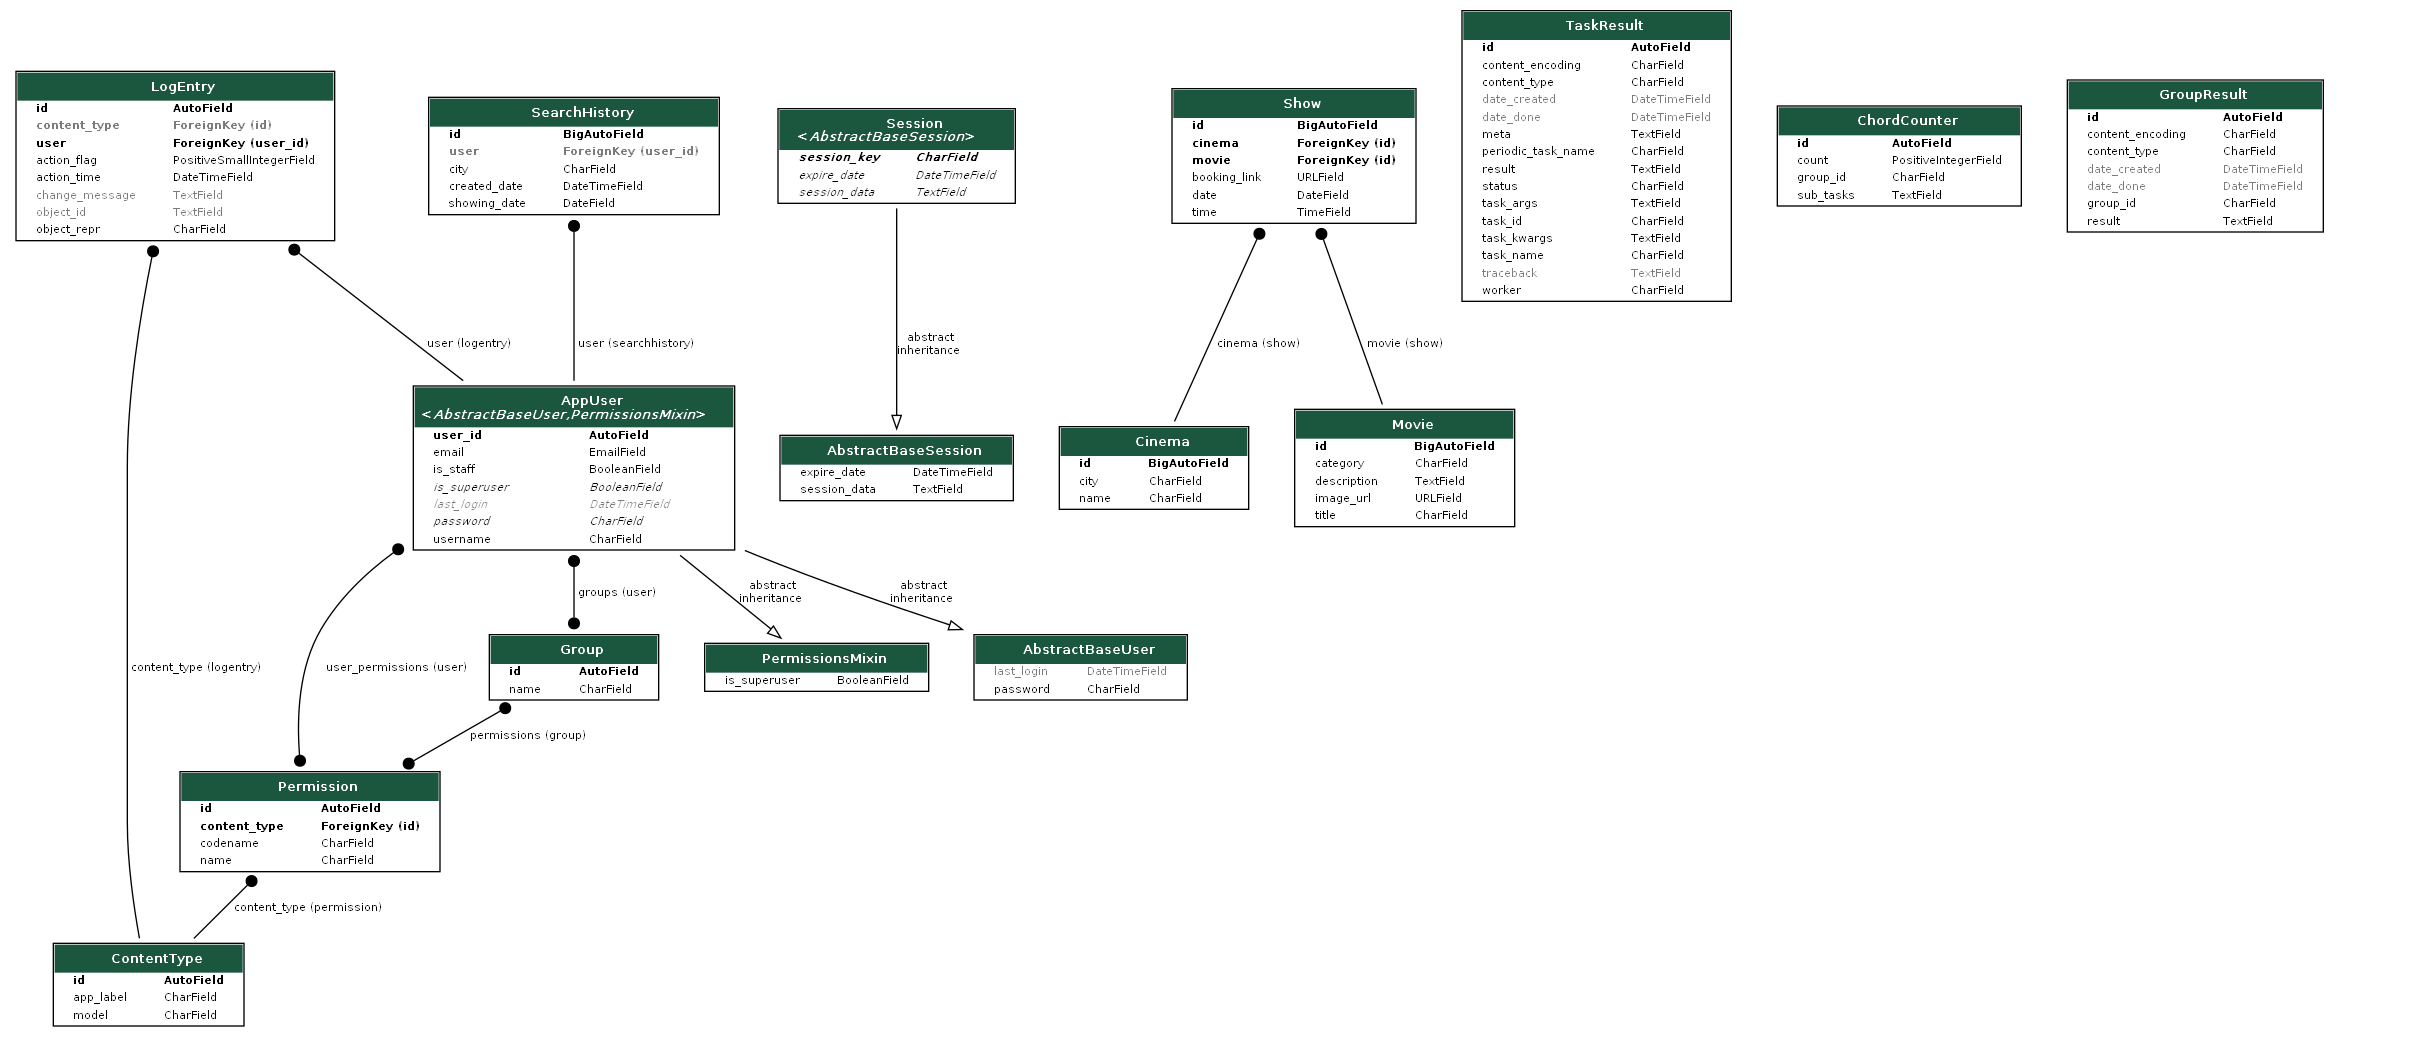 LogEntry
id AutoField
content_type ForeignKey (id)
user ForeignKey (user_id)
action_flag PositiveSmallIntegerField
action_time DateTimeField
change_message TextField
object_id TextField
object_repr CharField
SearchHistory
id BigAutoField
user ForeignKey (user_id)
city CharField
created_date DateTimeField
showing_date DateField
Session
<AbstractBaseSession>
session_key CharField
expire_date DateTimeField
session_data TextField
Show
id BigAutoField
cinema ForeignKey (id)
movie ForeignKey (id)
booking_link URLField
date DateField
time TimeField
TaskResult
id AutoField
content_encoding CharField
content_type CharField
date_created DateTimeField
date_done DateTimeField
meta TextField
periodic_task_name CharField
result TextField
status CharField
task_args TextField
task_id CharField
task_kwargs TextField
task_name CharField
traceback TextField
worker CharField
ChordCounter
id AutoField
count PositiveIntegerField
group_id CharField
sub_tasks TextField
GroupResult
id AutoField
content_encoding CharField
content_type CharField
date_created DateTimeField
date_done DateTimeField
group_id CharField
result TextField
user (logentry)
user (searchhistory)
abstract
inheritance
cinema (show)
movie (show)
AppUser
<AbstractBaseUser,PermissionsMixin>
user_id AutoField
email EmailField
is_staff BooleanField
is_superuser BooleanField
last_login DateTimeField
password CharField
username CharField
AbstractBaseSession
expire_date DateTimeField
session_data TextField
Cinema
id BigAutoField
city CharField
name CharField
Movie
id BigAutoField
category CharField
description TextField
image_url URLField
title CharField
groups (user)
abstract
inheritance
abstract
inheritance
content_type (logentry)
user_permissions (user)
Group
id AutoField
name CharField
PermissionsMixin
is_superuser BooleanField
AbstractBaseUser
last_login DateTimeField
password CharField
permissions (group)
Permission
id AutoField
content_type ForeignKey (id)
codename CharField
name CharField
content_type (permission)
ContentType
id AutoField
app_label CharField
model CharField